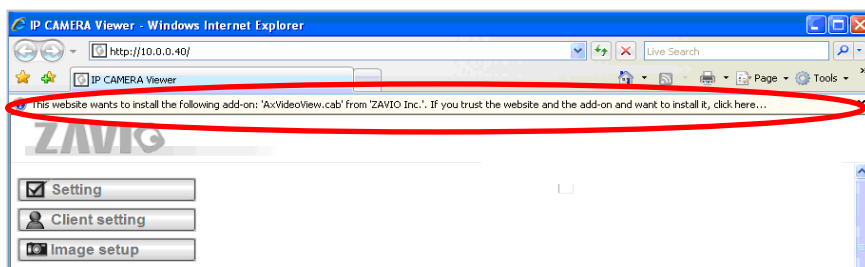 IP CAMERA Viewer - Windows Internet Explorer
http://10.0.0.40/
Live Search
IP CAMERA Viewer
Page
Tools
This website wants to install the following add-on: 'AxVideoView.cab' from 'ZAVIO Inc.'. If you trust the website and the add-on and want to install it, click here...
ZAVIO
Setting
Client setting
Image setup